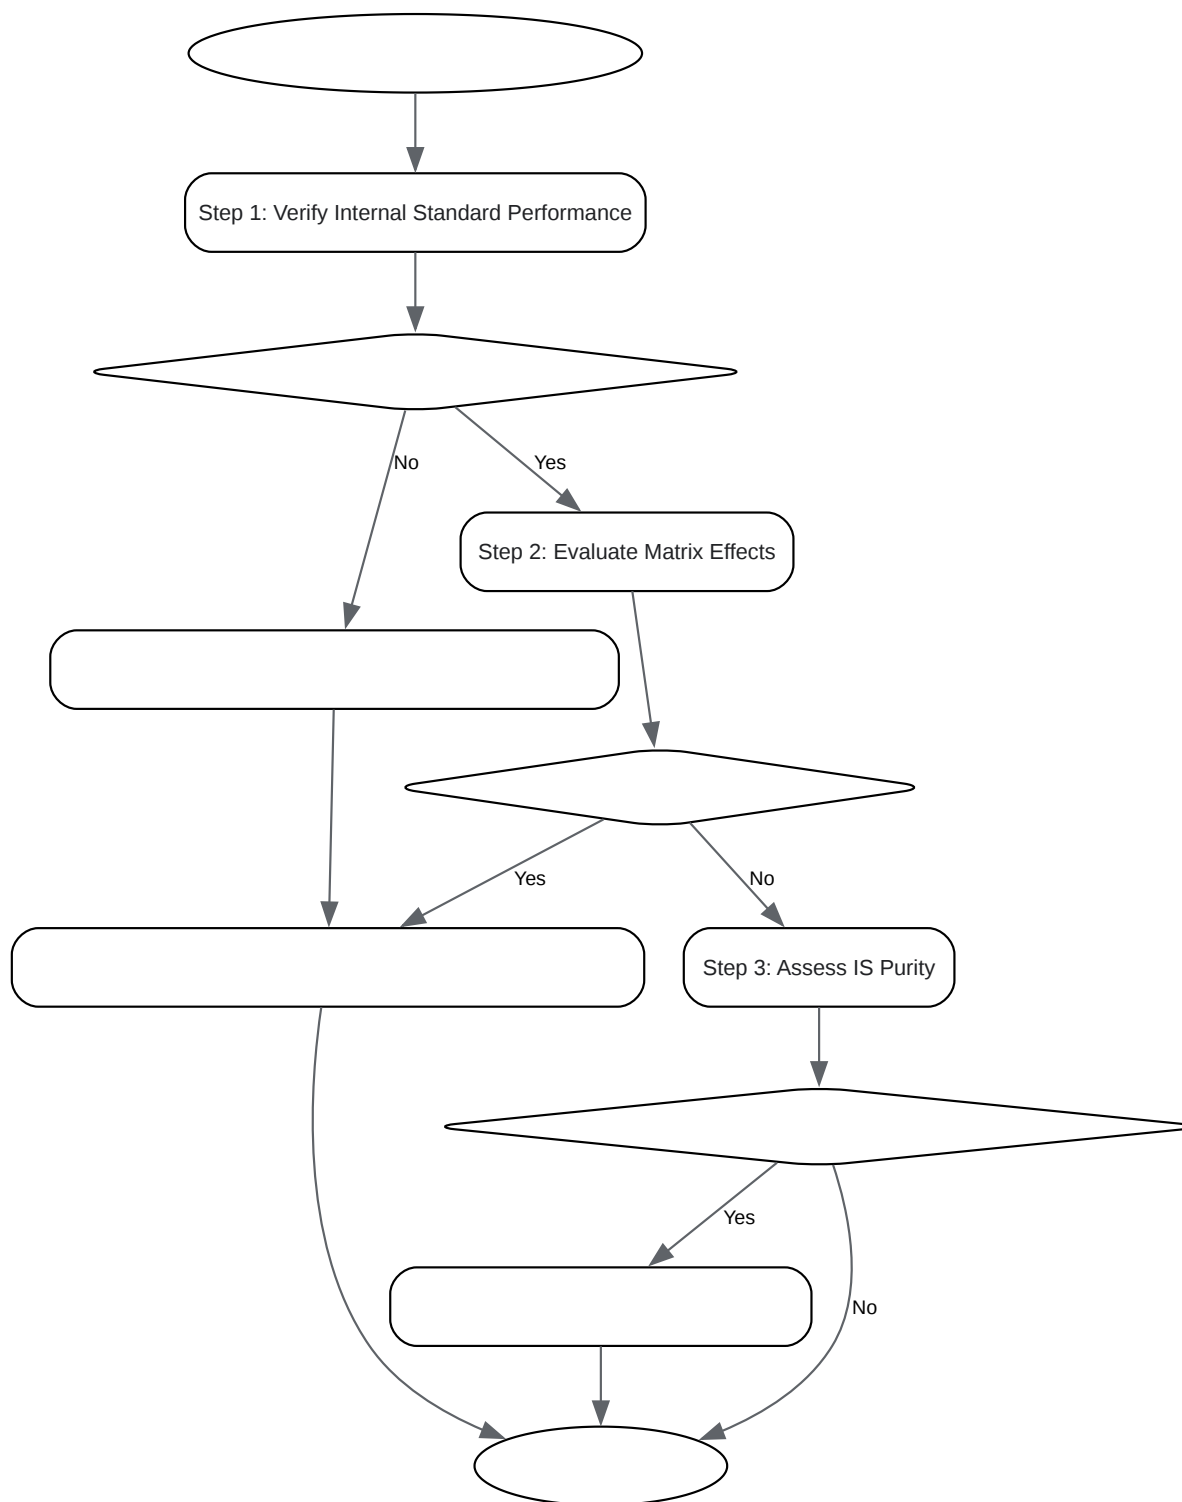 Step 1: Verify Internal Standard Performance
No
Yes
Step 2: Evaluate Matrix Effects
Yes
No
Step 3: Assess IS Purity
Yes
No